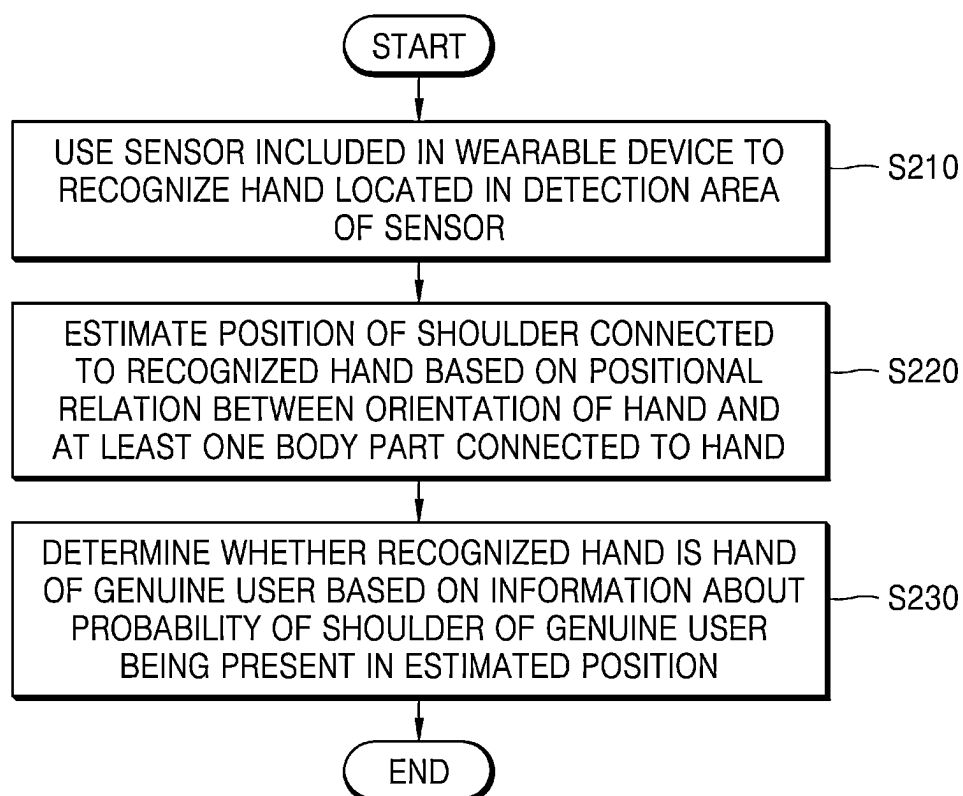 START
USE SENSOR INCLUDED IN WEARABLE DEVICE TO
RECOGNIZE HAND LOCATED IN DETECTION AREA
OF SENSOR
S210
ESTIMATE POSITION OF SHOULDER CONNECTED
TO RECOGNIZED HAND BASED ON POSITIONAL
RELATION BETWEEN ORIENTATION OF HAND AND
AT LEAST ONE BODY PART CONNECTED TO HAND
S220
DETERMINE WHETHER RECOGNIZED HAND IS HAND
OF GENUINE USER BASED ON INFORMATION ABOUT
PROBABILITY OF SHOULDER OF GENUINE USER
BEING PRESENT IN ESTIMATED POSITION
S230
END